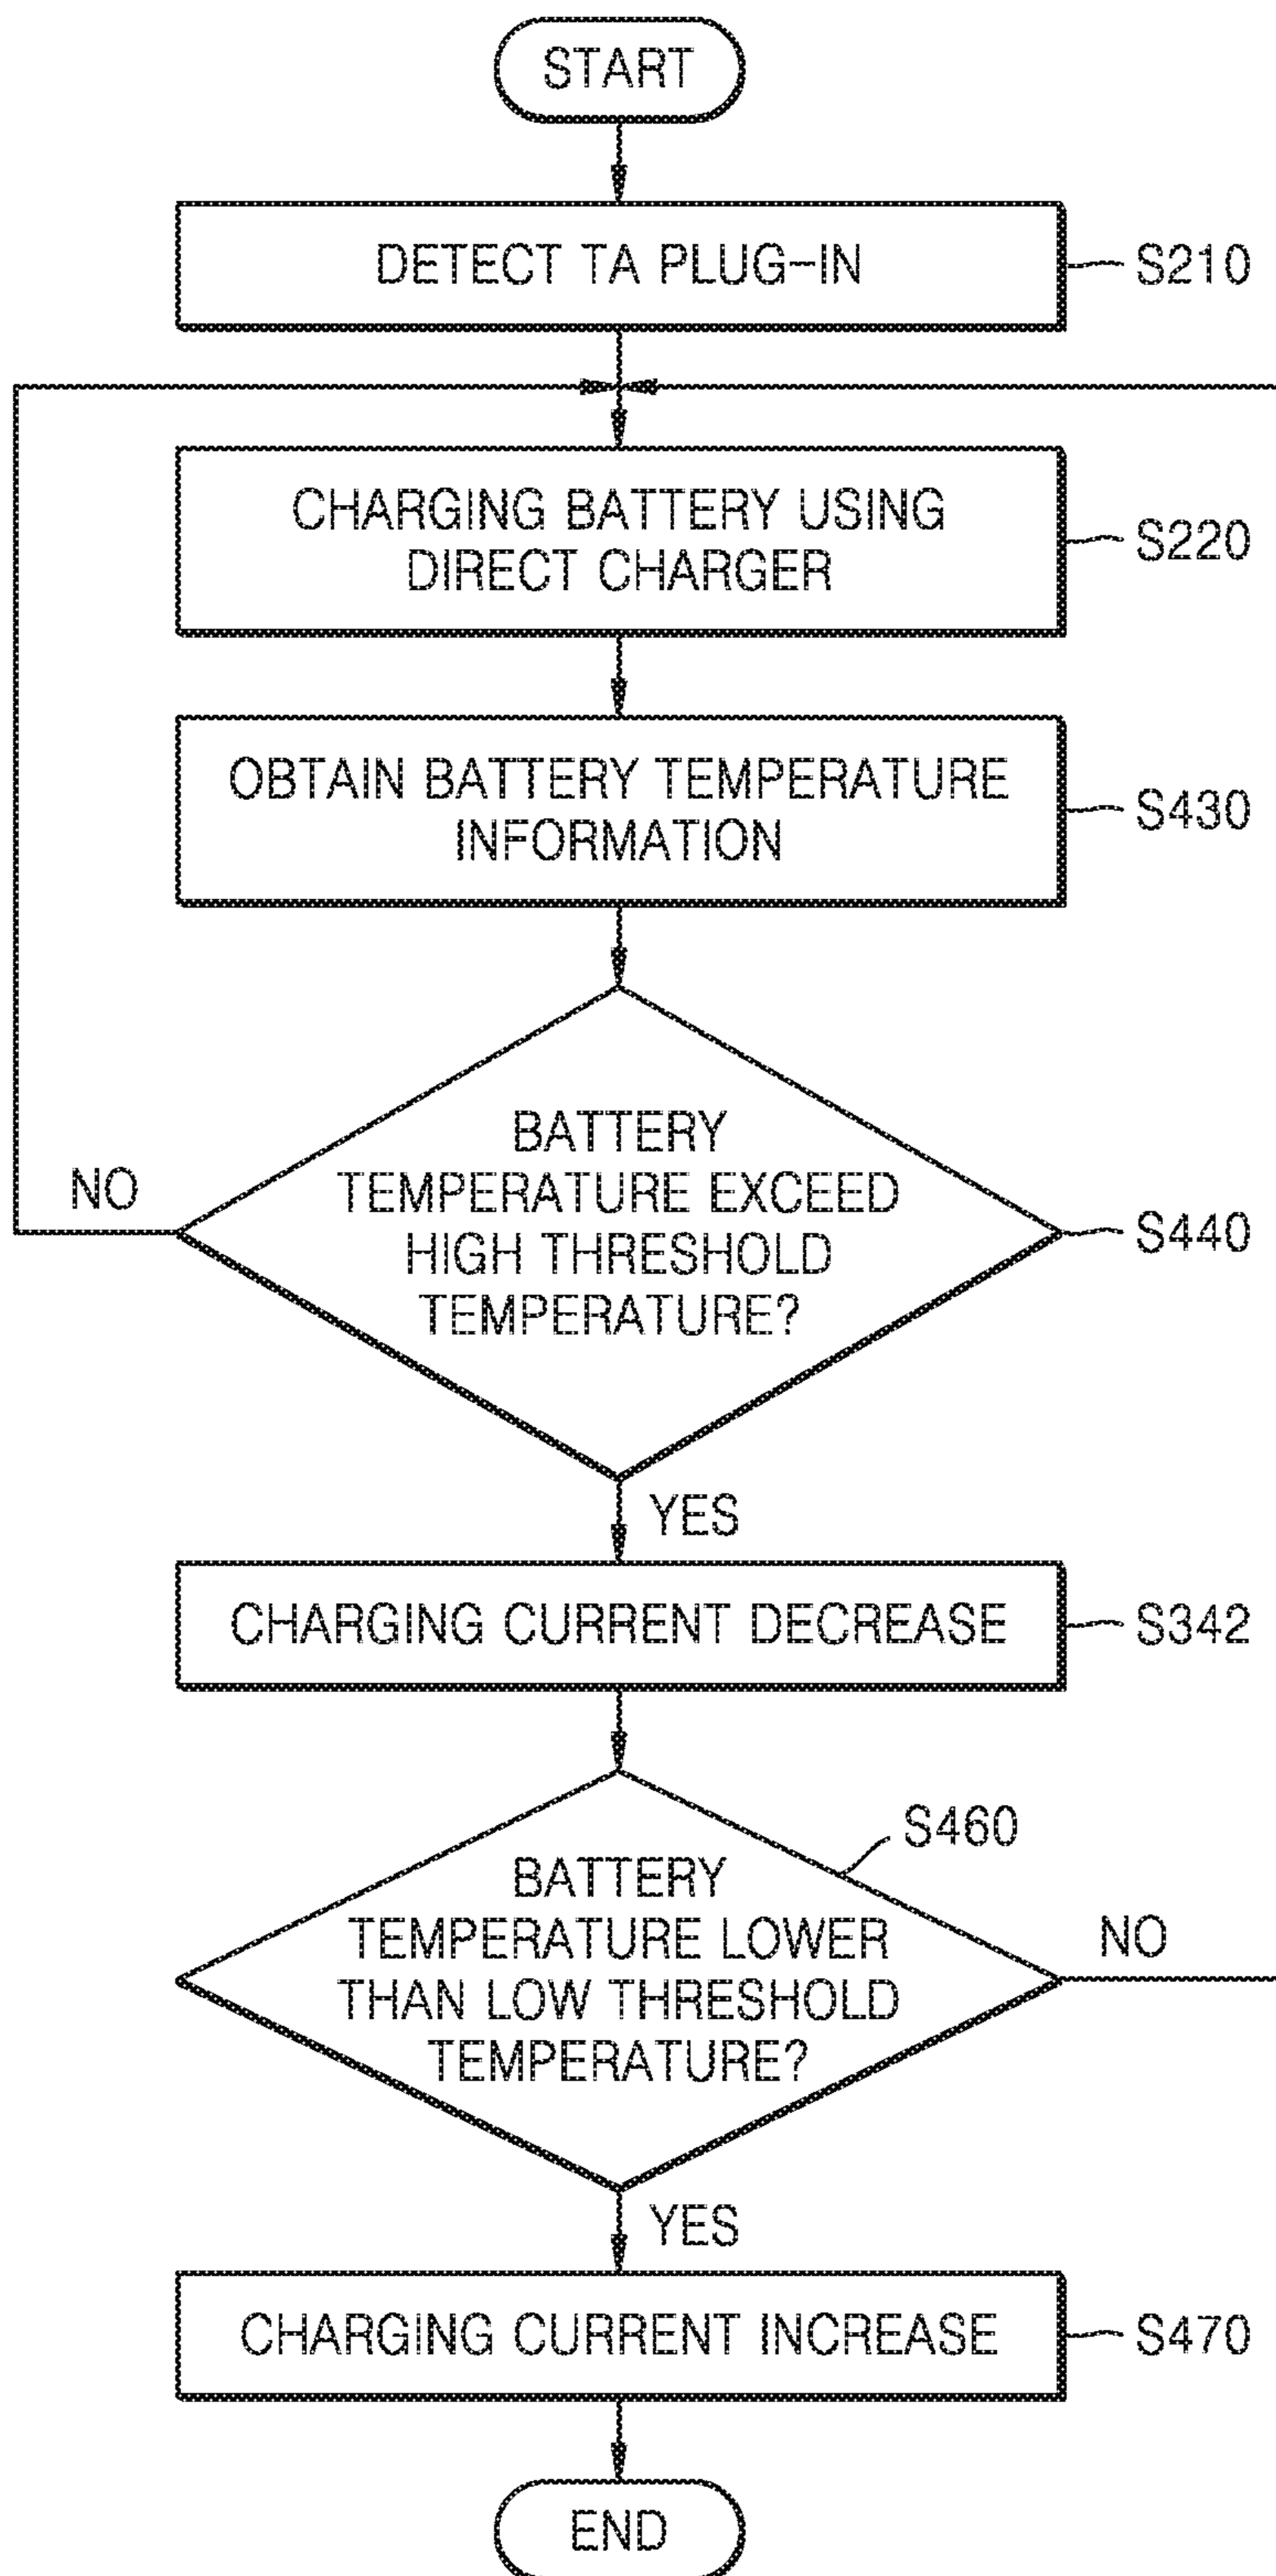 START
DETECT TA PLUG-IN
S210
CHARGING BATTERY USING
DIRECT CHARGER
S220
OBTAIN BATTERY TEMPERATURE
INFORMATION
S430
BATTERY
TEMPERATURE EXCEED
HIGH THRESHOLD
TEMPERATURE?
NO
S440
YES
CHARGING CURRENT DECREASE
S342
S460
BATTERY
TEMPERATURE LOWER
THAN LOW THRESHOLD
TEMPERATURE?
NO
YES
CHARGING CURRENT INCREASE
S470
END